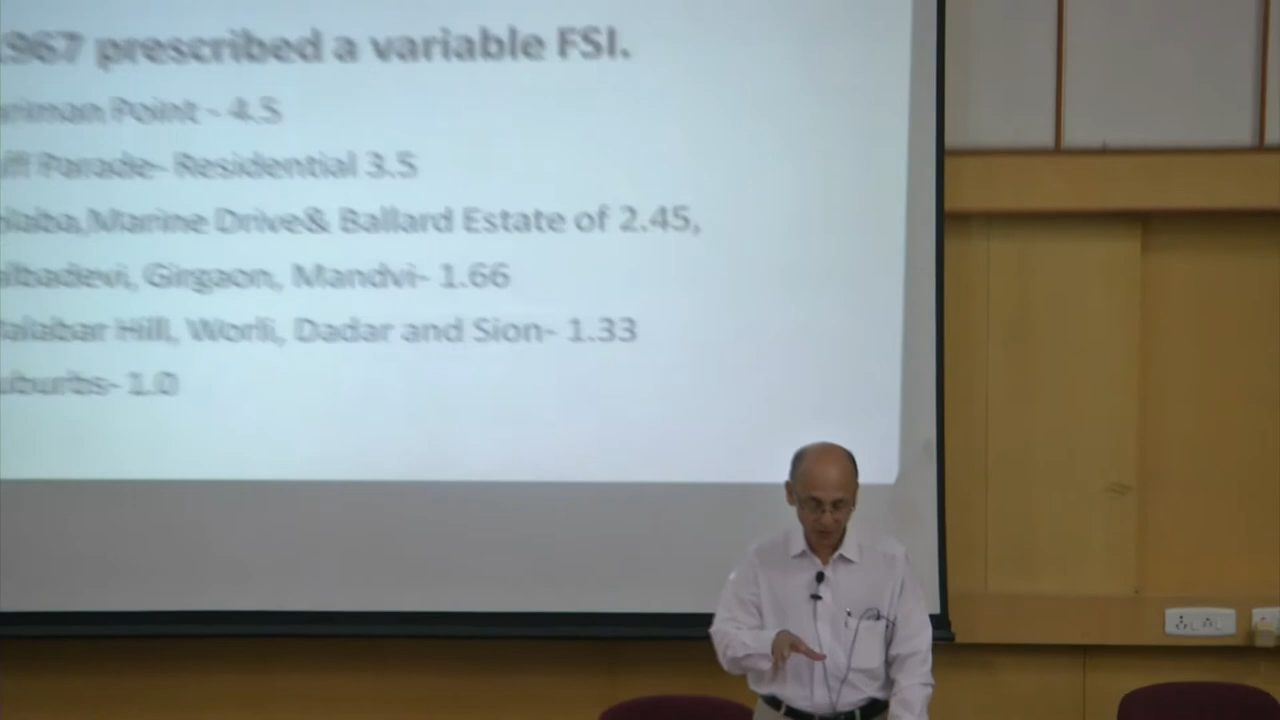 1967 prescribed a variable FSI.
ariman Point - 4.5
uff Parade- Residential 3.5
olaba,Marine Drive& Ballard Estate of 2.45,
albadevi, Girgaon, Mandvi- 1.66
alabar Hill, Worli, Dadar and Sion- 1.33
uburbs- 1.0